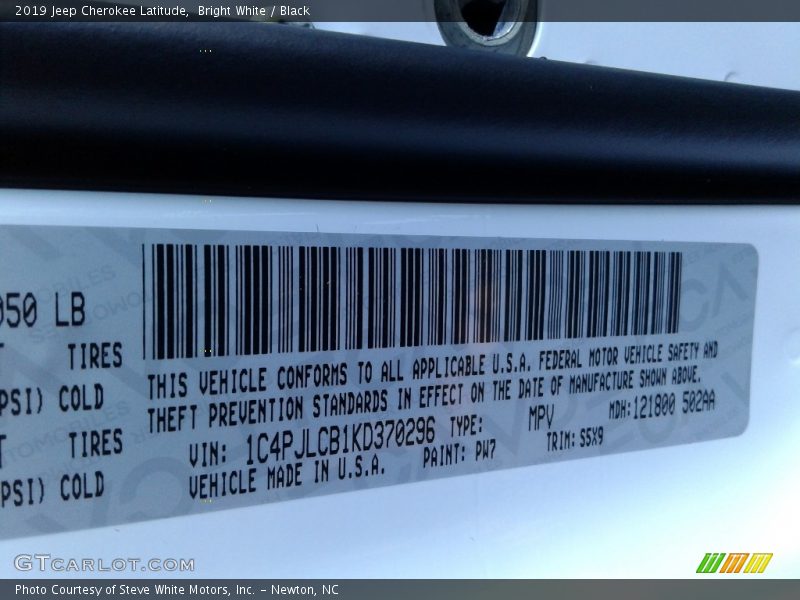 2019 Jeep Cherokee Latitude, Bright White / Black
050 LB
TIRES
PSI) COLD
TIRES
PSI) COLD
THIS VEHICLE CONFORMS TO ALL APPLICABLE U.S.A. FEDERAL MOTOR VEHICLE SAFETY AND
THEFT PREVENTION STANDARDS IN EFFECT ON THE DATE OF MANUFACTURE SHOWN ABOVE.
VIN: 1C4PJLCB1KD370296 TYPE: MPV MDH: 121800 502AA
VEHICLE MADE IN U.S.A. PAINT: PW7 TRIM: S5X9
GTCARLOT.COM
Photo Courtesy of Steve White Motors, Inc. – Newton, NC